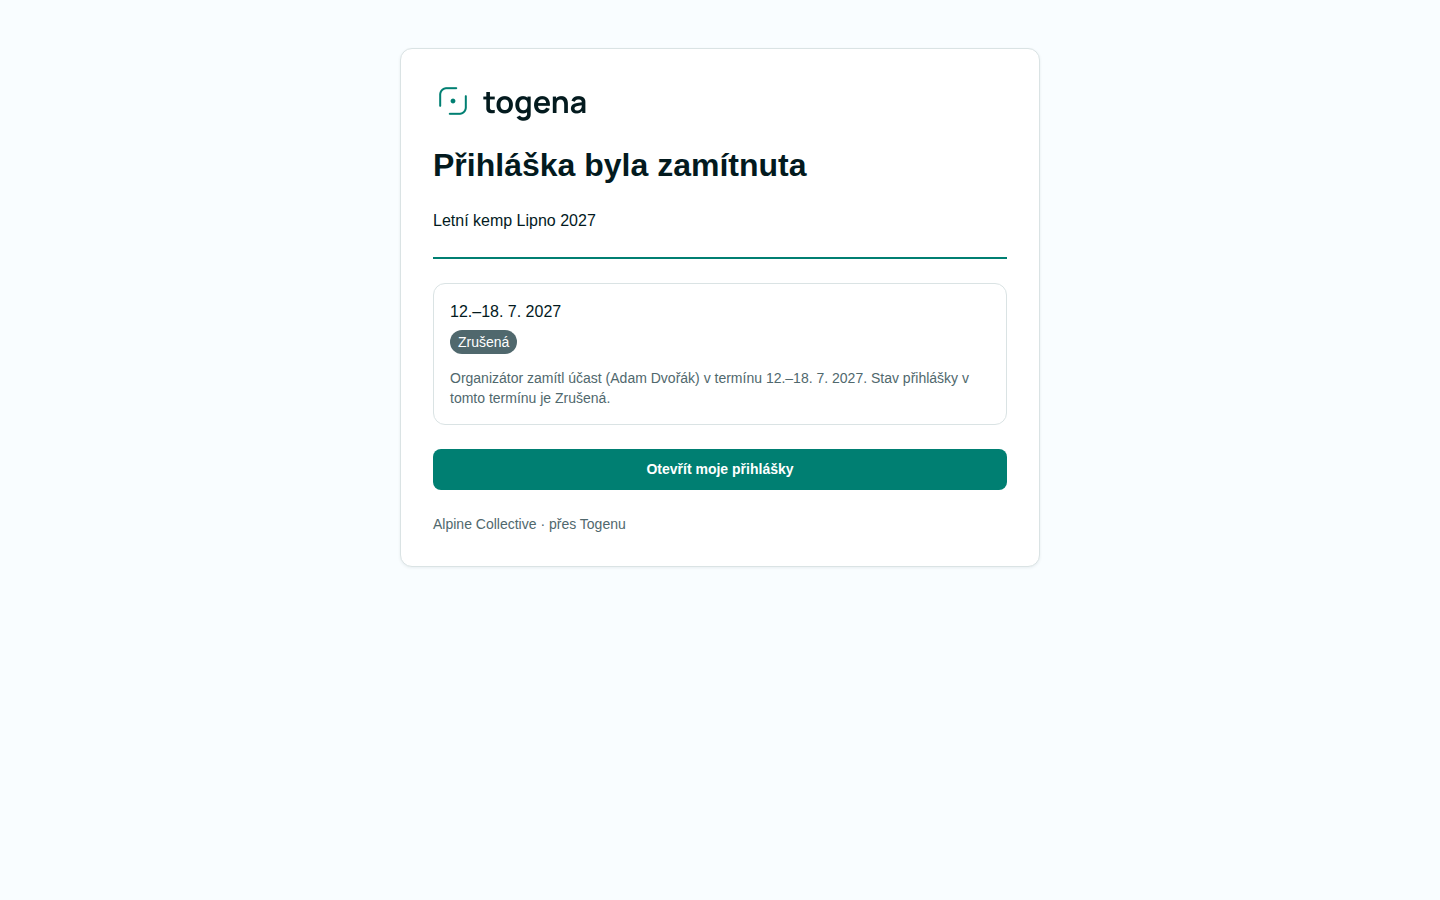 togena
Přihláška byla zamítnuta
Letní kemp Lipno 2027
12.–18. 7. 2027
Zrušená
Organizátor zamítl účast (Adam Dvořák) v termínu 12.–18. 7. 2027. Stav přihlášky v
tomto termínu je Zrušená.
Otevřít moje přihlášky
Alpine Collective · přes Togenu